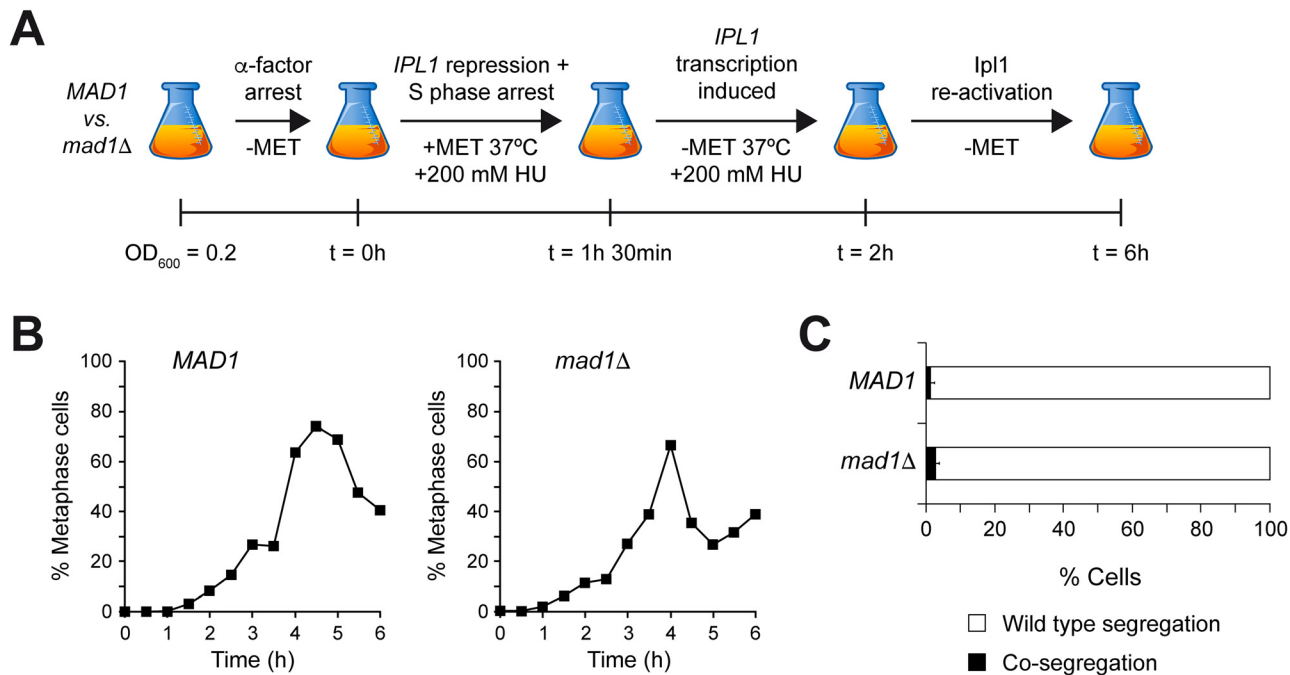 A
MAD1
vs.
mad1Δ
α-factor
arrest
-MET
IPL1 repression +
S phase arrest
+MET 37ºC
+200 mM HU
IPL1
transcription
induced
-MET 37ºC
+200 mM HU
Ipl1
re-activation
-MET
OD600 = 0.2
t = 0h
t = 1h 30min
t = 2h
t = 6h
B
MAD1
% Metaphase cells
100
80
60
40
20
0
0 1 2 3 4 5 6
Time (h)
mad1Δ
% Metaphase cells
100
80
60
40
20
0
0 1 2 3 4 5 6
Time (h)
C
MAD1
mad1Δ
0 20 40 60 80 100
% Cells
Wild type segregation
Co-segregation